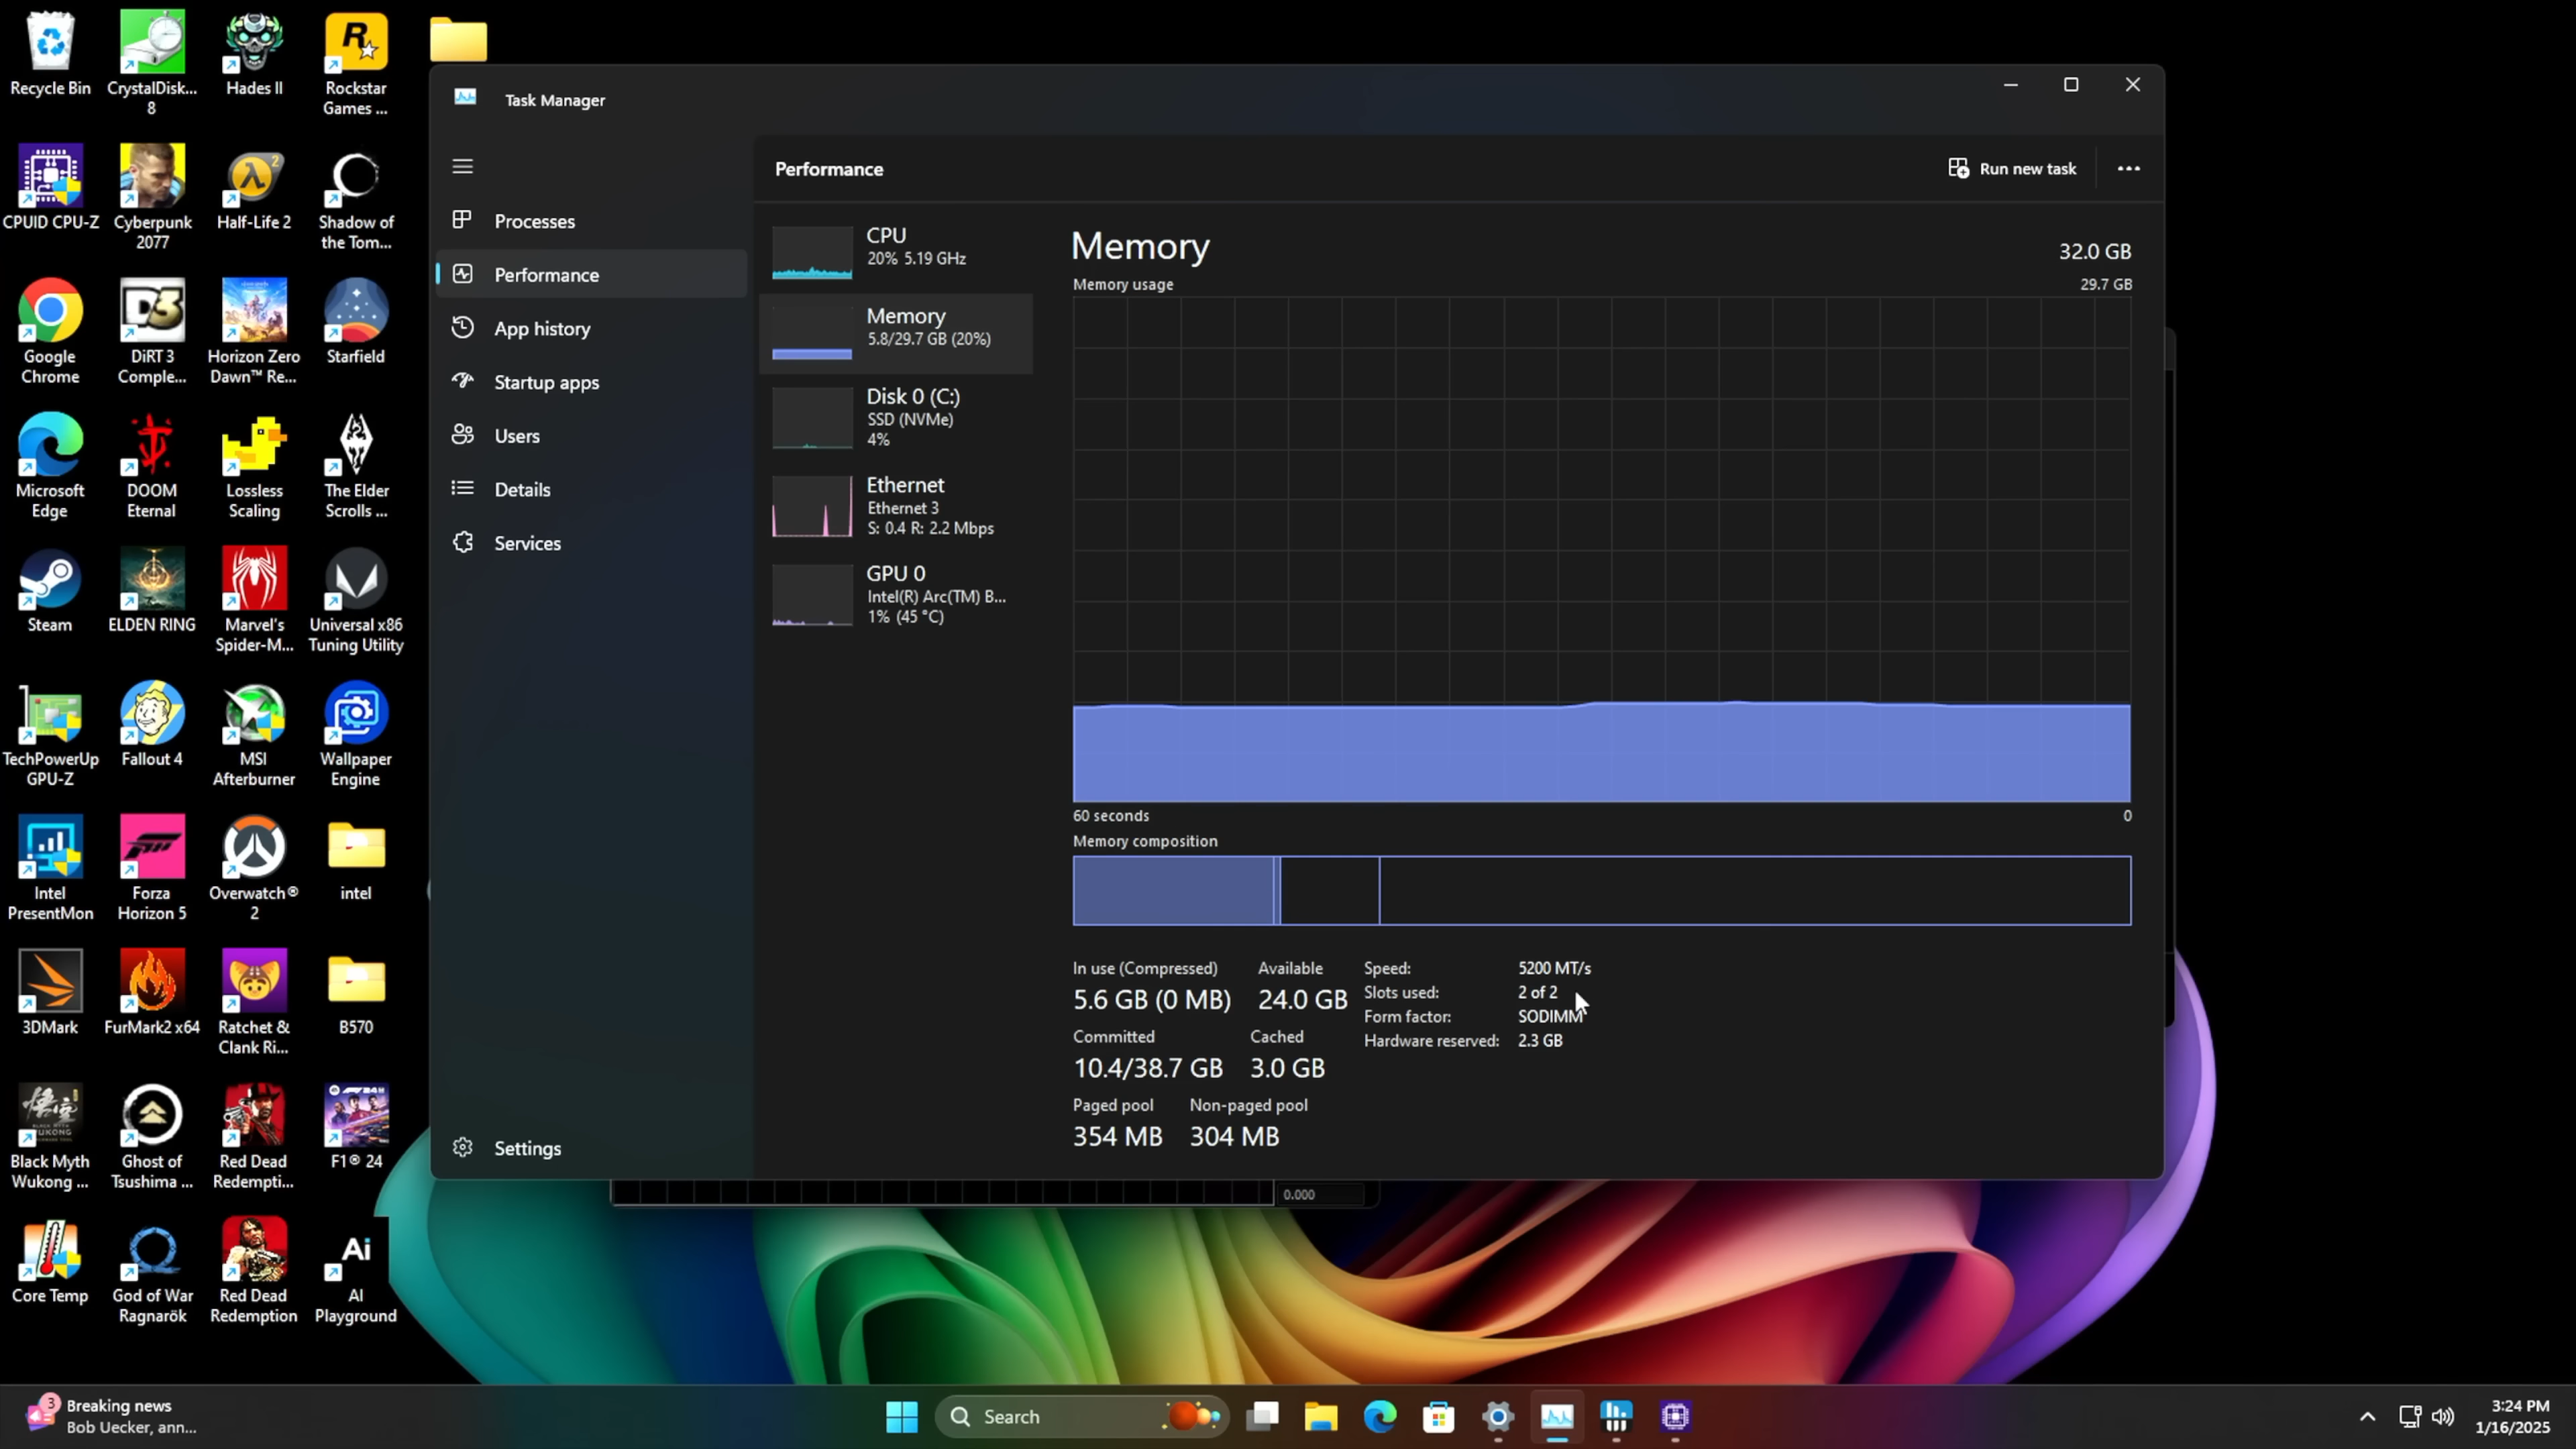 Recycle Bin
CrystalDisk...
8
Hades II
Rockstar
Games ...
CPUID CPU-Z
Cyberpunk
2077
Half-Life 2
Shadow of
the Tom...
Google
Chrome
DiRT 3
Comple...
Horizon Zero
Dawn™ Re...
Starfield
Microsoft
Edge
DOOM
Eternal
Lossless
Scaling
The Elder
Scrolls ...
Steam
ELDEN RING
Marvel's
Spider-M...
Universal x86
Tuning Utility
TechPowerUp
GPU-Z
Fallout 4
MSI
Afterburner
Wallpaper
Engine
Intel
PresentMon
Forza
Horizon 5
Overwatch®
2
intel
3DMark
FurMark2 x64
Ratchet &
Clank Ri...
B570
Black Myth
Wukong ...
Ghost of
Tsushima ...
Red Dead
Redempti...
F1® 24
Core Temp
God of War
Ragnarök
Red Dead
Redemption
Ai
AI
Playground
Task Manager
Processes
Performance
App history
Startup apps
Users
Details
Services
Settings
Performance
Run new task
CPU
20% 5.19 GHz
Memory
5.8/29.7 GB (20%)
Disk 0 (C:)
SSD (NVMe)
4%
Ethernet
Ethernet 3
S: 0.4 R: 2.2 Mbps
GPU 0
Intel(R) Arc(TM) B...
1% (45 °C)
Memory
32.0 GB
Memory usage
29.7 GB
60 seconds
0
Memory composition
In use (Compressed)
5.6 GB (0 MB)
Available
24.0 GB
Committed
10.4/38.7 GB
Cached
3.0 GB
Paged pool
354 MB
Non-paged pool
304 MB
Speed: 5200 MT/s
Slots used: 2 of 2
Form factor: SODIMM
Hardware reserved: 2.3 GB
0.000
3
Breaking news
Bob Uecker, ann...
Search
3:24 PM
1/16/2025